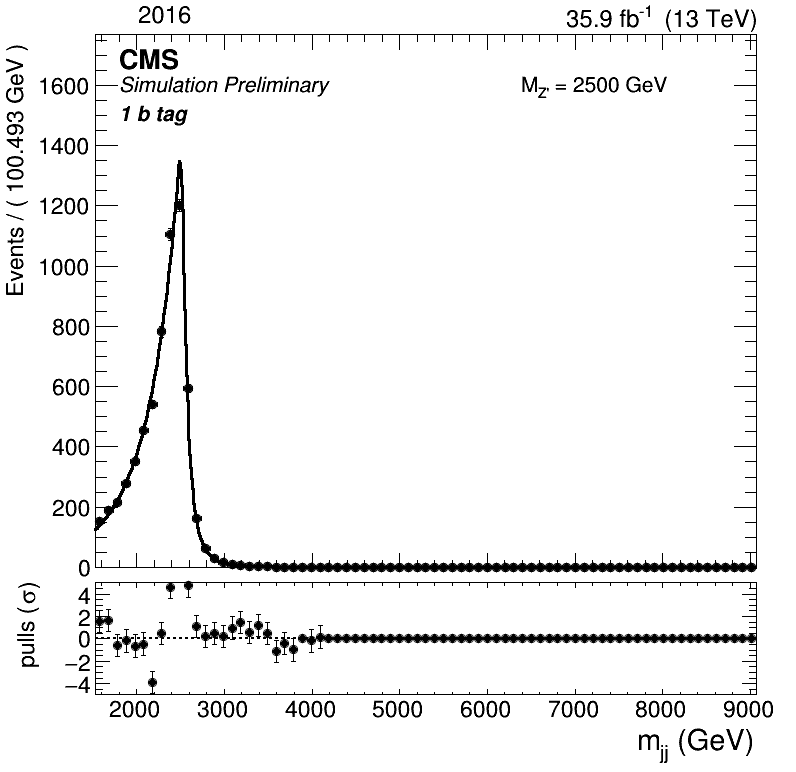 2016
35.9 fb⁻¹ (13 TeV)
CMS
Simulation Preliminary
1 b tag
M_Z' = 2500 GeV
Events / ( 100.493 GeV )
1600
1400
1200
1000
800
600
400
200
0
pulls (σ)
4
2
0
−2
−4
2000 3000 4000 5000 6000 7000 8000 9000
m_jj (GeV)